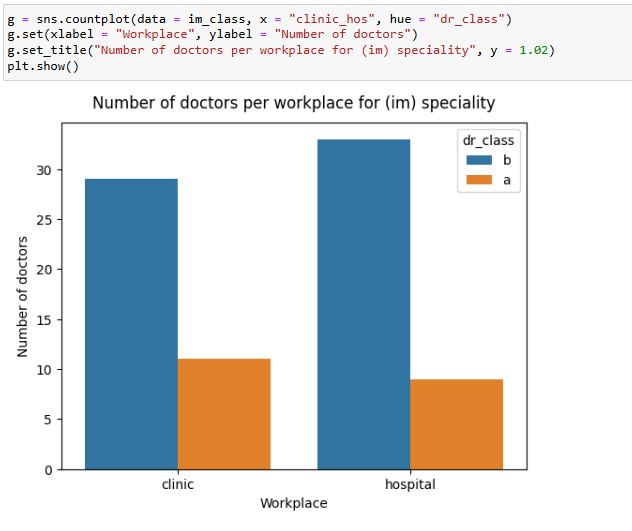 g = sns.countplot(data = im_class, x = "clinic_hos", hue = "dr_class")
g.set(xlabel = "Workplace", ylabel = "Number of doctors")
g.set_title("Number of doctors per workplace for (im) speciality", y = 1.02)
plt.show()
Number of doctors per workplace for (im) speciality
dr_class
b
a
Number of doctors
30
25
20
15
10
5
0
clinic hospital
Workplace